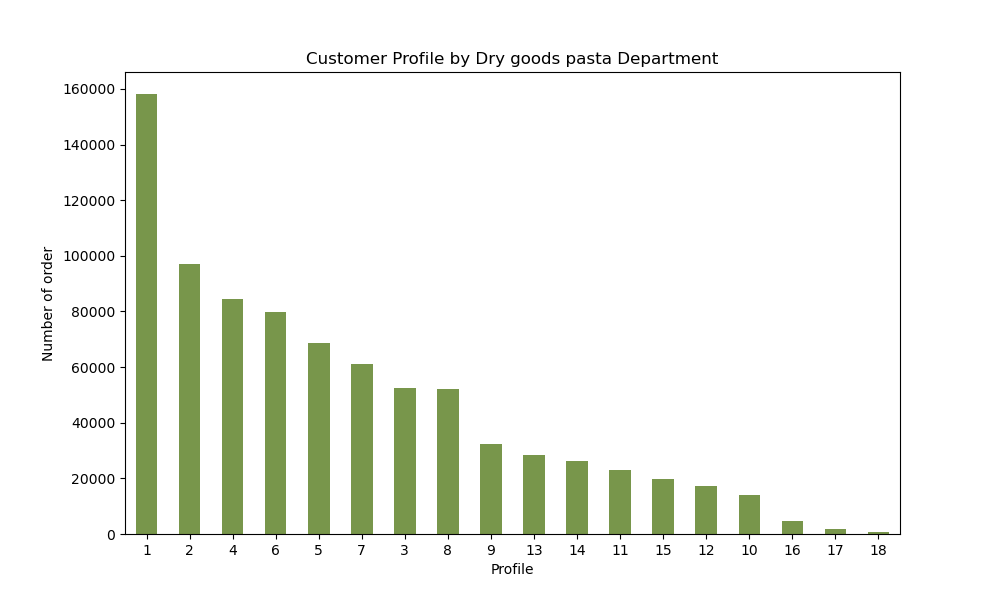 Customer Profile by Dry goods pasta Department
160000
140000
120000
100000
80000
60000
40000
20000
0
Number of order
1 2 4 6 5 7 3 8 9 13 14 11 15 12 10 16 17 18
Profile